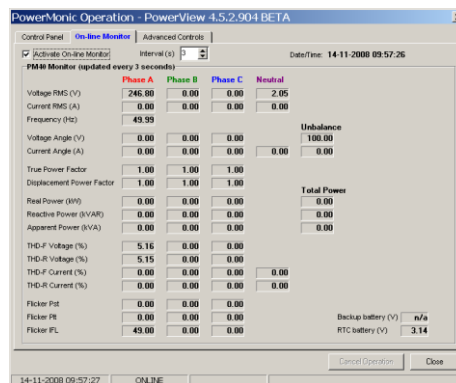 PowerMonic Operation - PowerView 4.5.2.904 BETA
Control Panel On-line Monitor Advanced Controls
Activate On-line Monitor Interval (s) 3 Date/Time: 14-11-2008 09:57:26
PM40 Monitor (updated every 3 seconds)
Phase A Phase B Phase C Neutral
Voltage RMS (V) 246.80 0.00 0.00 2.05
Current RMS (A) 0.00 0.00 0.00 0.00
Frequency (Hz) 49.99
Unbalance
Voltage Angle (V) 0.00 0.00 0.00 100.00
Current Angle (A) 0.00 0.00 0.00 0.00 0.00
True Power Factor 1.00 1.00 1.00
Displacement Power Factor 1.00 1.00 1.00
Total Power
Real Power (kW) 0.00 0.00 0.00 0.00
Reactive Power (kVAR) 0.00 0.00 0.00 0.00
Apparent Power (kVA) 0.00 0.00 0.00 0.00
THD-F Voltage (%) 5.16 0.00 0.00
THD-R Voltage (%) 5.15 0.00 0.00
THD-F Current (%) 0.00 0.00 0.00 0.00
THD-R Current (%) 0.00 0.00 0.00 0.00
Flicker Pst 0.00 0.00 0.00
Flicker Plt 0.00 0.00 0.00 Backup battery (V) n/a
Flicker IFL 49.00 0.00 0.00 RTC battery (V) 3.14
Cancel Operation Close
14-11-2008 09:57:27 ONLINE